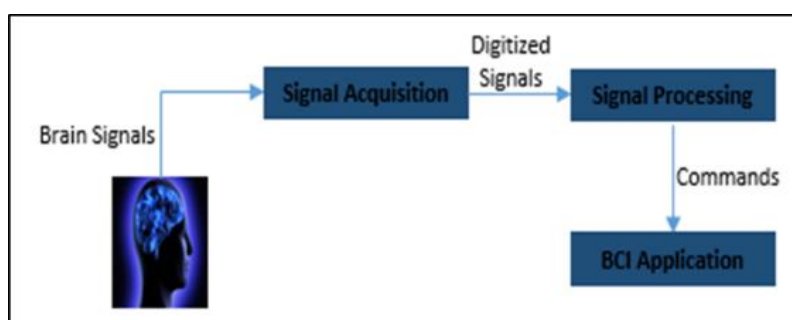 Digitized
Signals
Signal Acquisition
Signal Processing
Brain Signals
Commands
BCI Application